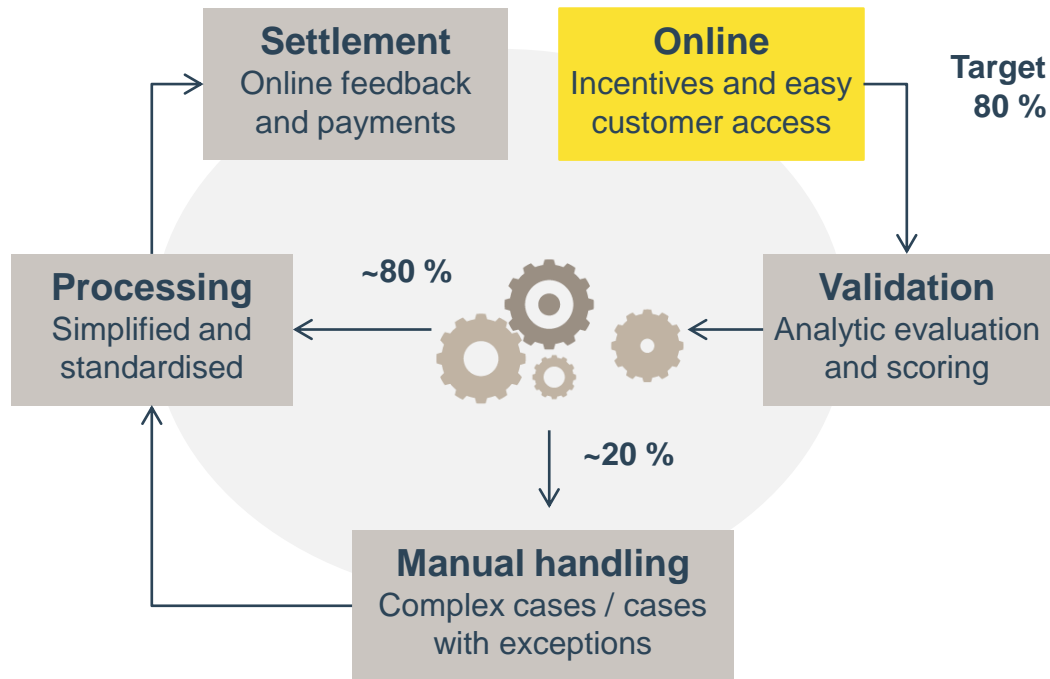 Settlement
Online feedback
and payments
Online
Incentives and easy
customer access
Target
80 %
Processing
Simplified and
standardised
~80 %
Validation
Analytic evaluation
and scoring
~20 %
Manual handling
Complex cases / cases
with exceptions